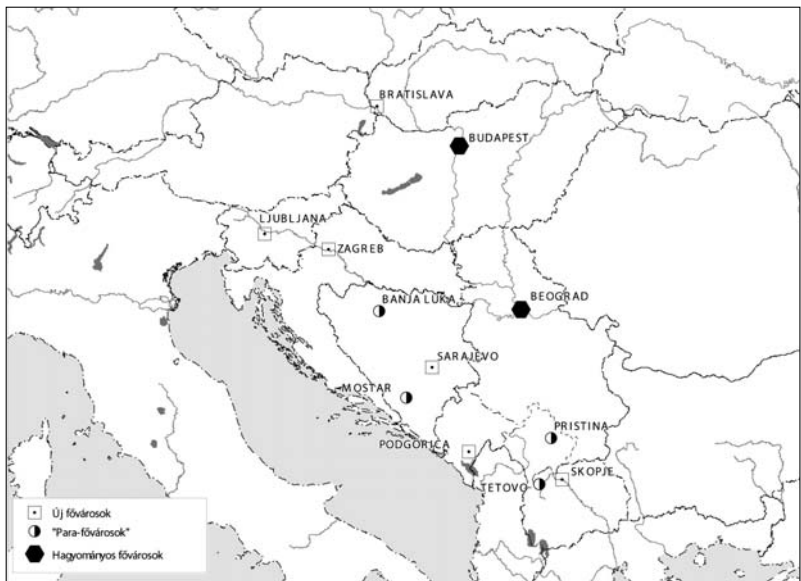 BRATISLAVA
BUDAPEST
LJUBLJANA
ZAGREB
BANJA LUKA
BEOGRAD
SARAJEVO
MOSTAR
PRISTINA
PODGORICA
SKOPJE
TETOVO
Új fővárosok
"Para-fővárosok"
Hagyományos fővárosok